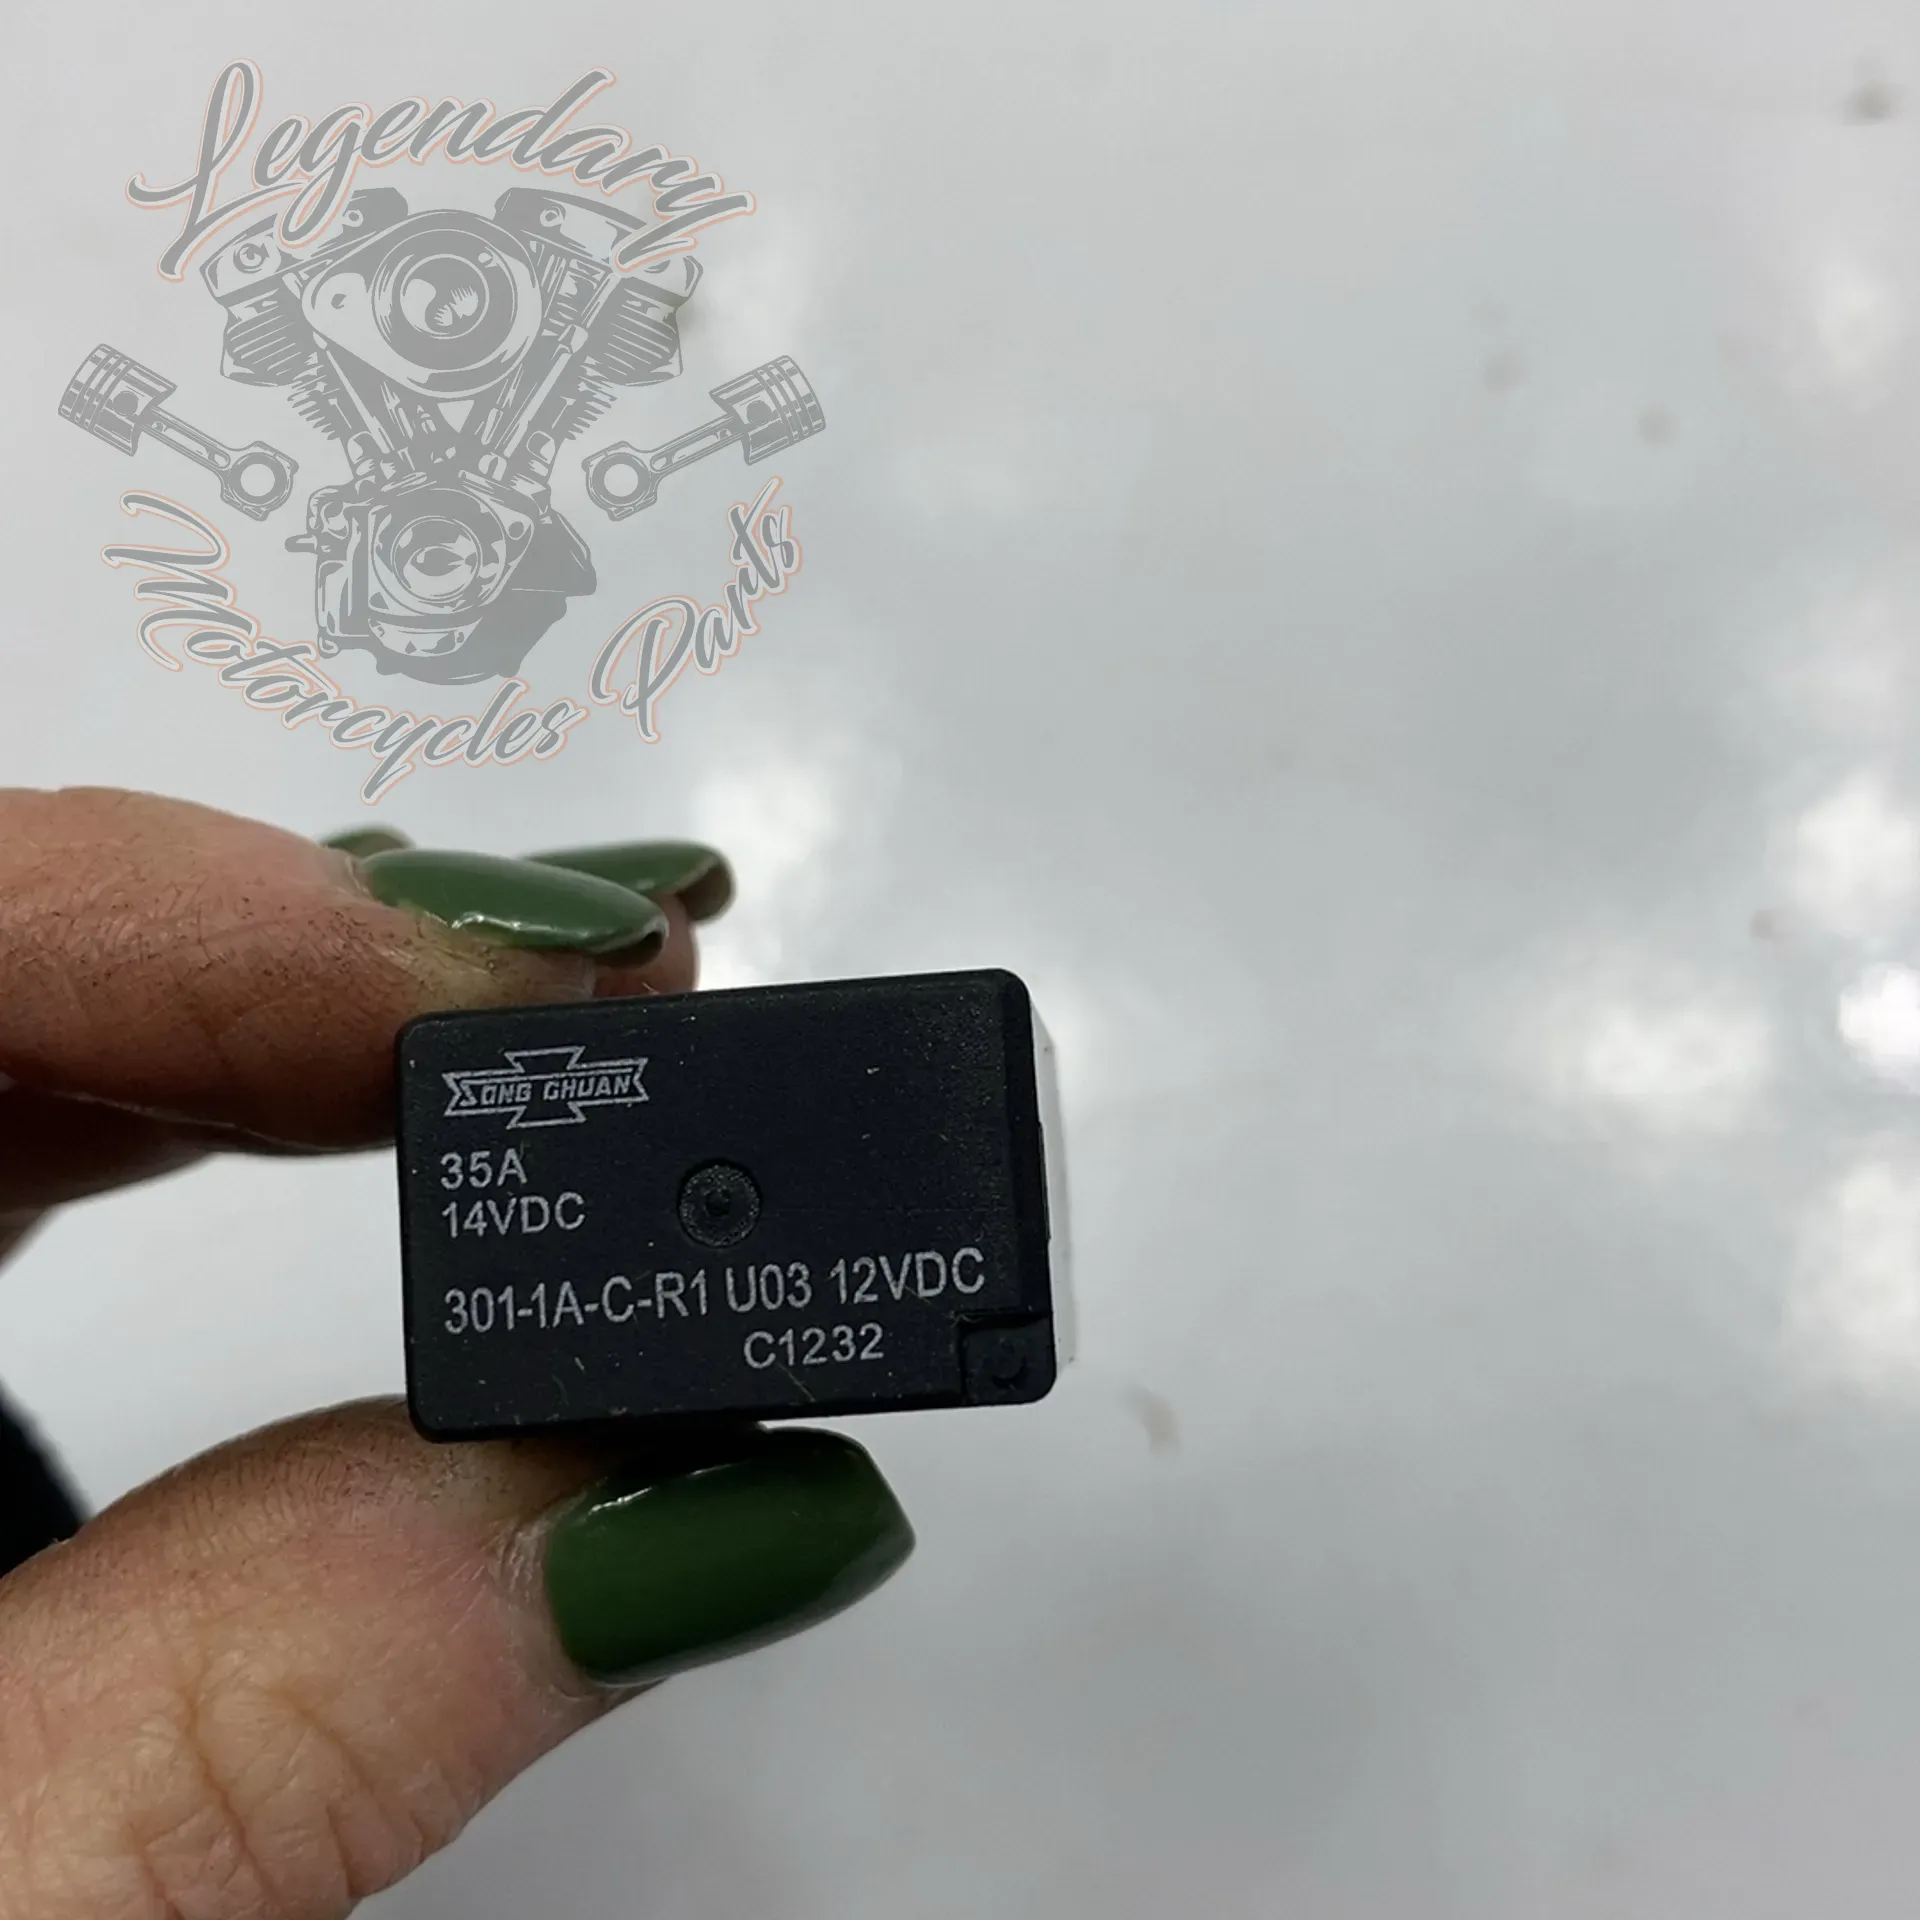 Legendary
Motorcycles Parts
SONG CHUAN
35A
14VDC
301-1A-C-R1 U03 12VDC
C1232